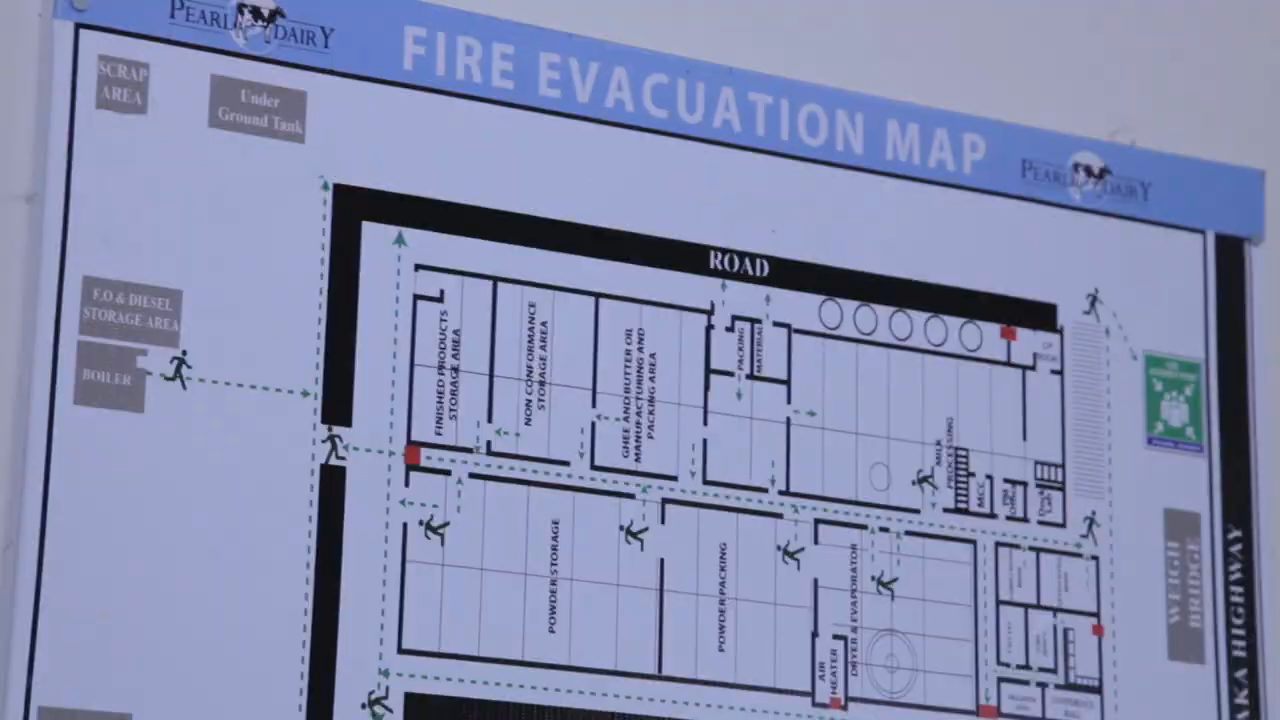 PEARL DAIRY
FIRE EVACUATION MAP
PEARL DAIRY
SCRAP
AREA
Under
Ground Tank
ROAD
F.O & DIESEL
STORAGE AREA
BOILER
FINISHED PRODUCTS
STORAGE AREA
NON CONFORMANCE
STORAGE AREA
GHEE AND BUTTER OIL
MANUFACTURING AND
PACKING AREA
PACKING
MATERIAL
MILK
PROCESSING
MCC
POWDER STORAGE
POWDER PACKING
AIR
HEATER
DRYER & EVAPORATOR
WEIGH
BRIDGE
AKA HIGHWAY